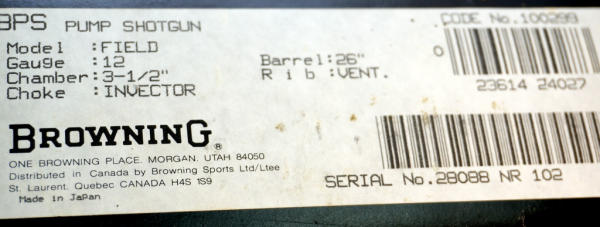 BPS PUMP SHOTGUN
CODE No.100299
Model :FIELD
Gauge :12
Barrel:26"
Chamber:3-1/2"
Rib:VENT.
Choke :INVECTOR
0
23614 24027
BROWNING®
ONE BROWNING PLACE, MORGAN, UTAH 84050
Distributed in Canada by Browning Sports Ltd/Ltee
St. Laurent, Quebec CANADA H4S 1S9
Made in Japan
SERIAL No.28088 NR 102